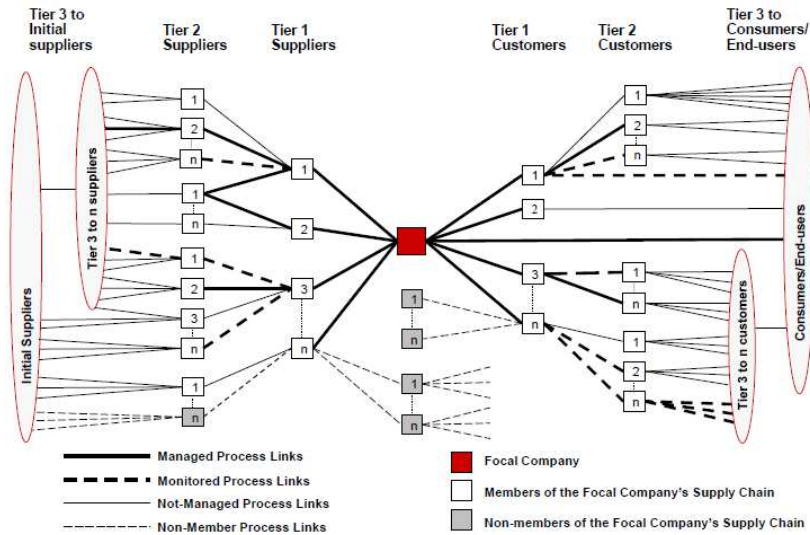 Tier 3 to
Initial
suppliers
Tier 2
Suppliers
Tier 1
Suppliers
Tier 1
Customers
Tier 2
Customers
Tier 3 to
Consumers/
End-users
Initial Suppliers
Tier 3 to n suppliers
1
2
n
1
n
1
2
3
n
1
n
1
2
3
n
1
n
1
n
1
2
3
n
1
2
n
1
n
1
2
n
Tier 3 to n customers
Consumers/End-users
Managed Process Links
Monitored Process Links
Not-Managed Process Links
Non-Member Process Links
Focal Company
Members of the Focal Company's Supply Chain
Non-members of the Focal Company's Supply Chain